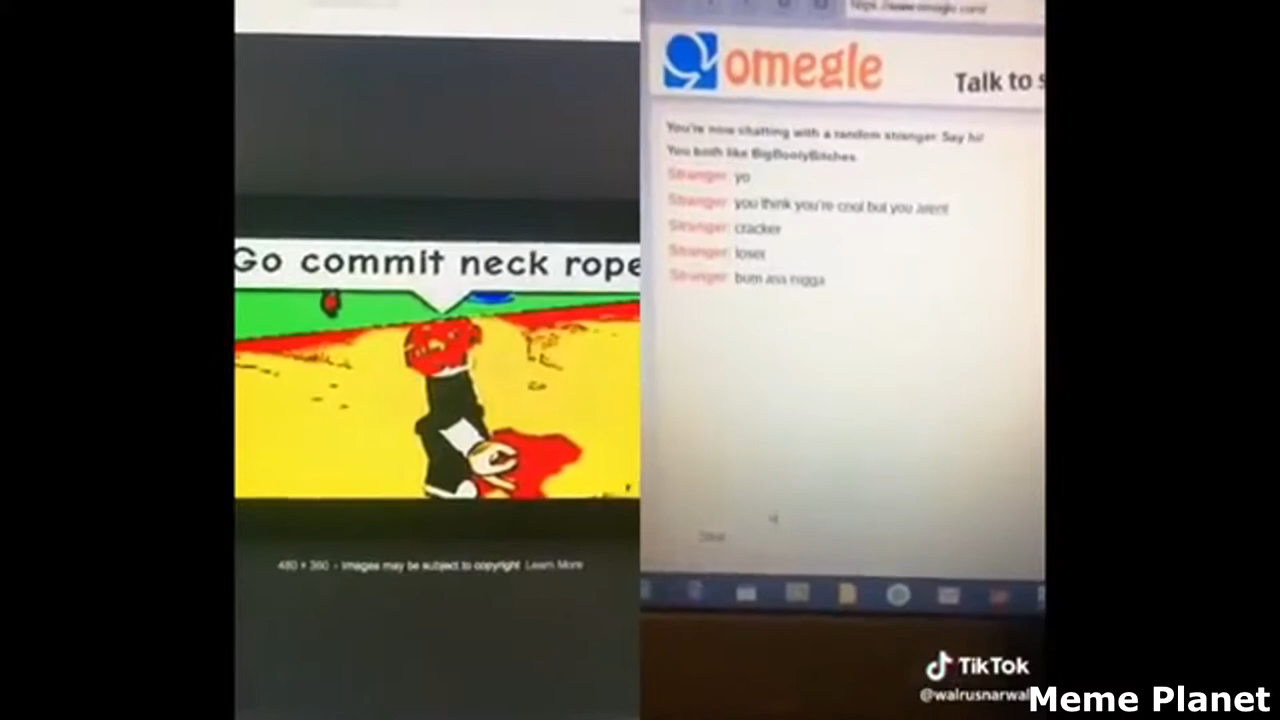 Go commit neck rope
480 × 360 - Images may be subject to copyright Learn More
omegle
Talk to s
You're now chatting with a random stranger. Say hi!
You both like BigBootyBitches.
Stranger: yo
Stranger: you think you're cool but you arent
Stranger: cracker
Stranger: loser
Stranger: bum ass nigga
TikTok
@walrusnarwal
Meme Planet